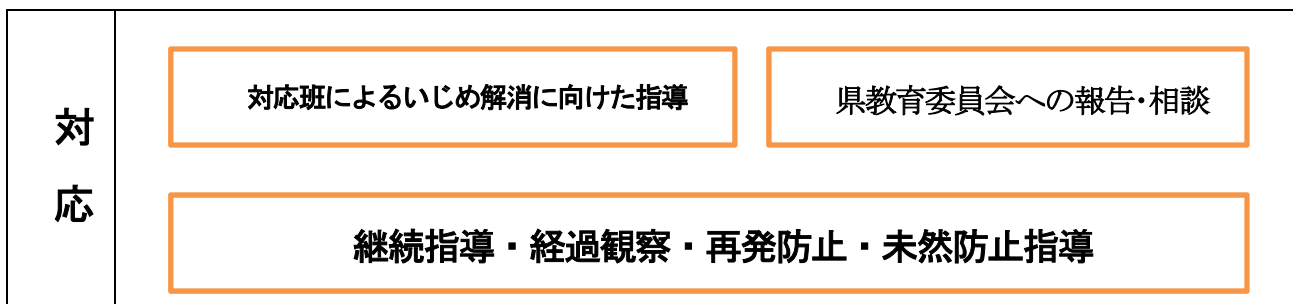 対応
対応班によるいじめ解消に向けた指導
県教育委員会への報告・相談
継続指導・経過観察・再発防止・未然防止指導